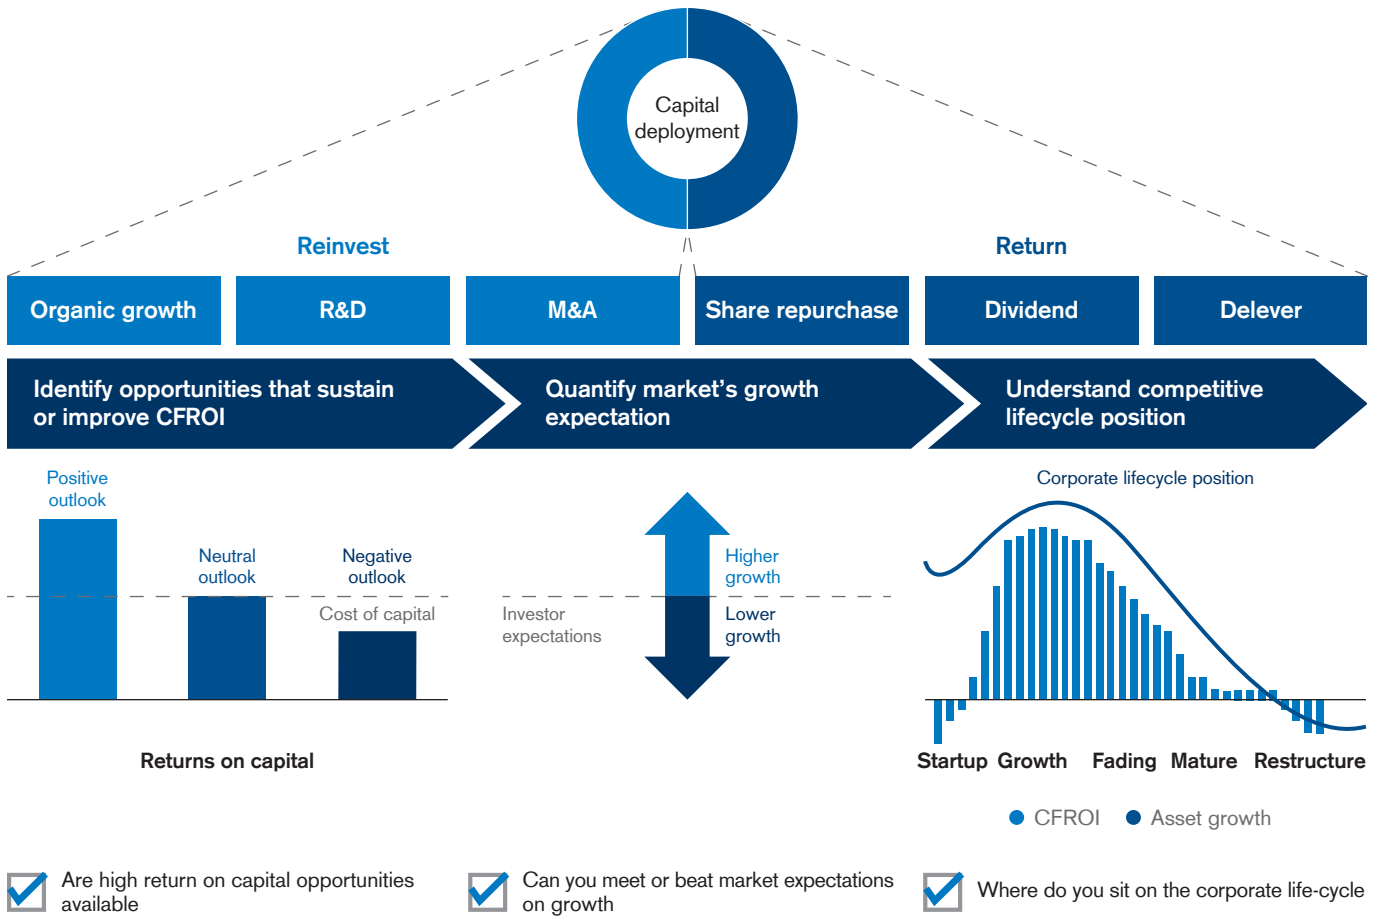 Capital
deployment
Reinvest
Return
Organic growth
R&D
M&A
Share repurchase
Dividend
Delever
Identify opportunities that sustain
or improve CFROI
Quantify market’s growth
expectation
Understand competitive
lifecycle position
Positive
outlook
Neutral
outlook
Negative
outlook
Cost of capital
Returns on capital
Higher
growth
Investor
expectations
Lower
growth
Corporate lifecycle position
Startup Growth Fading Mature Restructure
CFROI Asset growth
Are high return on capital opportunities
available
Can you meet or beat market expectations
on growth
Where do you sit on the corporate life-cycle